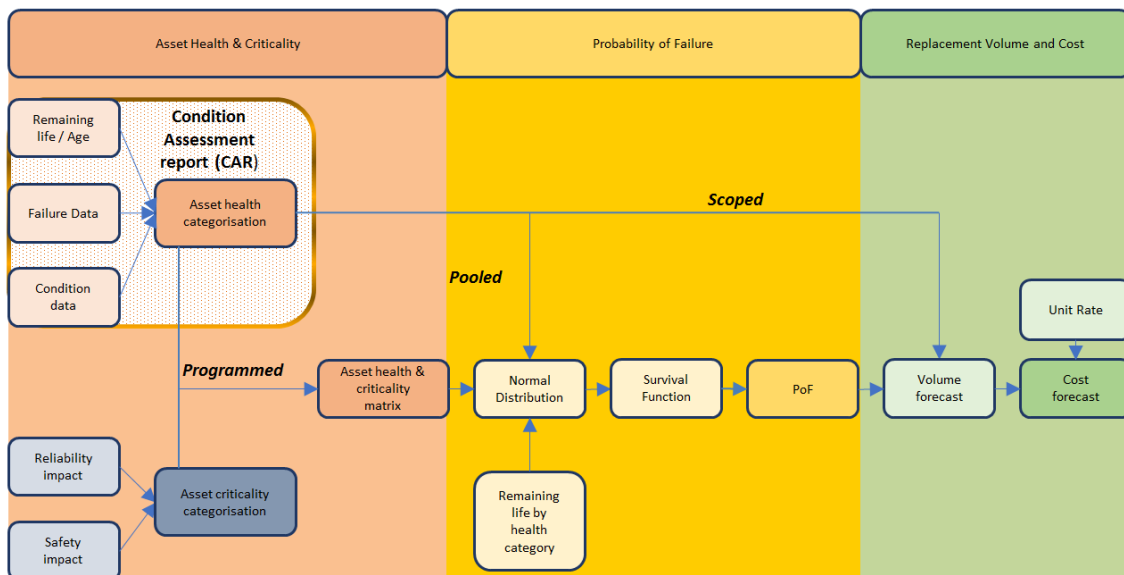 Asset Health & Criticality
Probability of Failure
Replacement Volume and Cost
Remaining
life / Age
Condition
Assessment
report (CAR)
Failure Data
Asset health
categorisation
Scoped
Condition
data
Pooled
Unit Rate
Programmed
Asset health &
criticality
matrix
Normal
Distribution
Survival
Function
PoF
Volume
forecast
Cost
forecast
Reliability
impact
Asset criticality
categorisation
Safety
impact
Remaining
life by
health
category